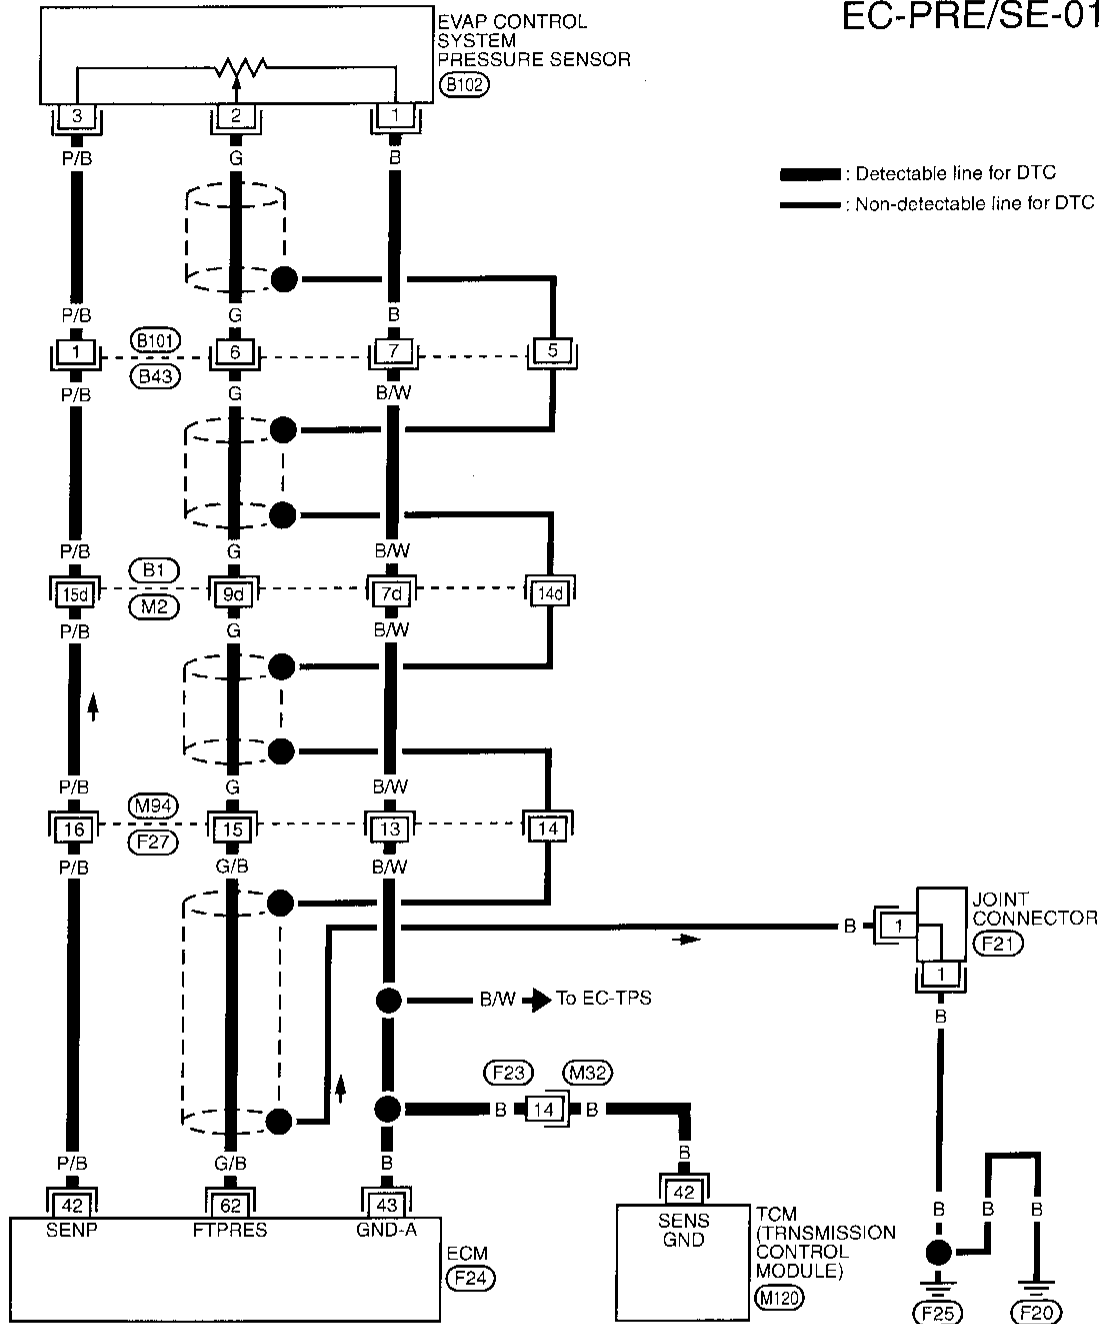 EC-PRE/SE-01
EVAP CONTROL
SYSTEM
PRESSURE SENSOR
B102
3 2 1
P/B G B
: Detectable line for DTC
: Non-detectable line for DTC
P/B G B
1 B101 6 7 5
B43
P/B G B/W
P/B G B/W
B1
15d 9d 7d 14d
M2
P/B G B/W
P/B G B/W
M94
16 15 13 14
F27
P/B G/B B/W
JOINT
CONNECTOR
F21
B 1
1
B
B/W To EC-TPS
F23 M32
B 14 B
B
P/B G/B B
42 62 43 42
SENP FTPRES GND-A
SENS
GND
TCM
(TRNSMISSION
CONTROL
MODULE)
M120
ECM
F24
B B B
F25 F20